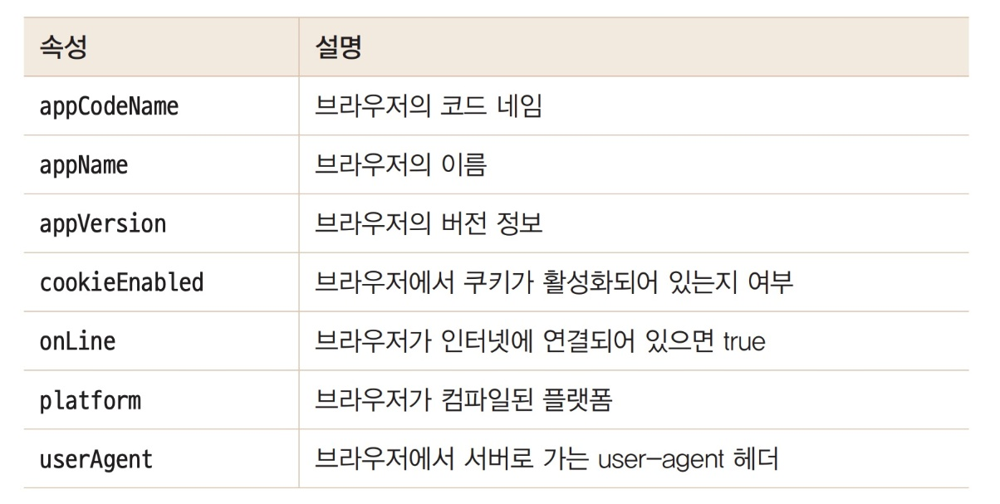 속성 설명
appCodeName 브라우저의 코드 네임
appName 브라우저의 이름
appVersion 브라우저의 버전 정보
cookieEnabled 브라우저에서 쿠키가 활성화되어 있는지 여부
onLine 브라우저가 인터넷에 연결되어 있으면 true
platform 브라우저가 컴파일된 플랫폼
userAgent 브라우저에서 서버로 가는 user–agent 헤더